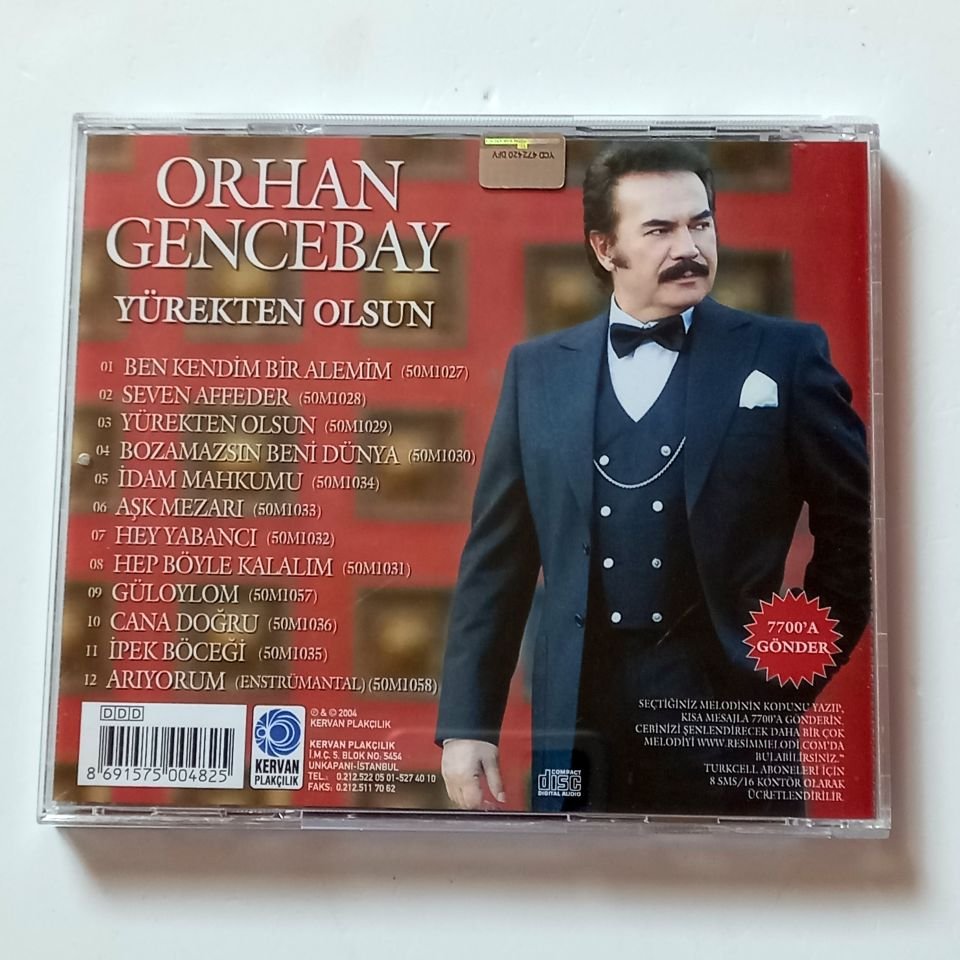 YCD 472420 DFV
ORHAN
GENCEBAY
YÜREKTEN OLSUN
01 BEN KENDİM BİR ALEMİM (50M1027)
02 SEVEN AFFEDER (50M1028)
03 YÜREKTEN OLSUN (50M1029)
04 BOZAMAZSIN BENİ DÜNYA (50M1030)
05 İDAM MAHKUMU (50M1034)
06 AŞK MEZARI (50M1033)
07 HEY YABANCI (50M1032)
08 HEP BÖYLE KALALIM (50M1031)
09 GÜLOYLOM (50M1057)
10 CANA DOĞRU (50M1036)
11 İPEK BÖCEĞİ (50M1035)
12 ARIYORUM (ENSTRÜMANTAL) (50M1058)
7700'A
GÖNDER
SEÇTİĞİNİZ MELODİNİN KODUNU YAZIP,
KISA MESAJLA 7700'A GÖNDERİN.
CEBİNİZİ ŞENLENDİRECEK DAHA BİR ÇOK
MELODİYİ WWW.RESİMMELODİ.COM'DA
BULABİLİRSİNİZ."
TURKCELL ABONELERİ İÇİN
8 SMS/16 KONTÖR OLARAK
ÜCRETLENDİRİLİR.
DDD
8 691575 004825
KERVAN
PLAKÇILIK
℗ & © 2004
KERVAN PLAKÇILIK
KERVAN PLAKÇILIK
İ.M.Ç. 5. BLOK NO: 5454
UNKAPANI-İSTANBUL
TEL.: 0.212.522 05 01-527 40 10
FAKS: 0.212.511 70 62
COMPACT
disc
DIGITAL AUDIO